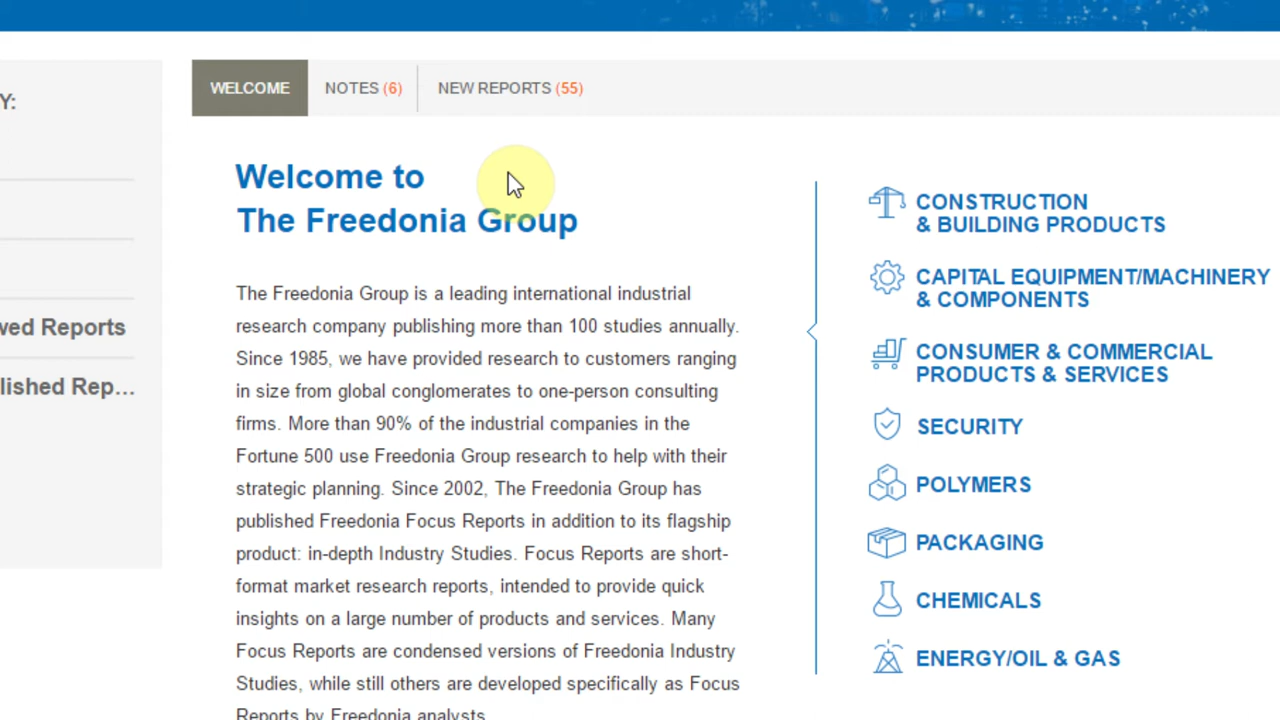 Y:
wed Reports
lished Rep...
WELCOME
NOTES (6)
NEW REPORTS (55)
Welcome to
The Freedonia Group
The Freedonia Group is a leading international industrial
research company publishing more than 100 studies annually.
Since 1985, we have provided research to customers ranging
in size from global conglomerates to one-person consulting
firms. More than 90% of the industrial companies in the
Fortune 500 use Freedonia Group research to help with their
strategic planning. Since 2002, The Freedonia Group has
published Freedonia Focus Reports in addition to its flagship
product: in-depth Industry Studies. Focus Reports are short-
format market research reports, intended to provide quick
insights on a large number of products and services. Many
Focus Reports are condensed versions of Freedonia Industry
Studies, while still others are developed specifically as Focus
Reports by Freedonia analysts.
CONSTRUCTION
& BUILDING PRODUCTS
CAPITAL EQUIPMENT/MACHINERY
& COMPONENTS
CONSUMER & COMMERCIAL
PRODUCTS & SERVICES
SECURITY
POLYMERS
PACKAGING
CHEMICALS
ENERGY/OIL & GAS